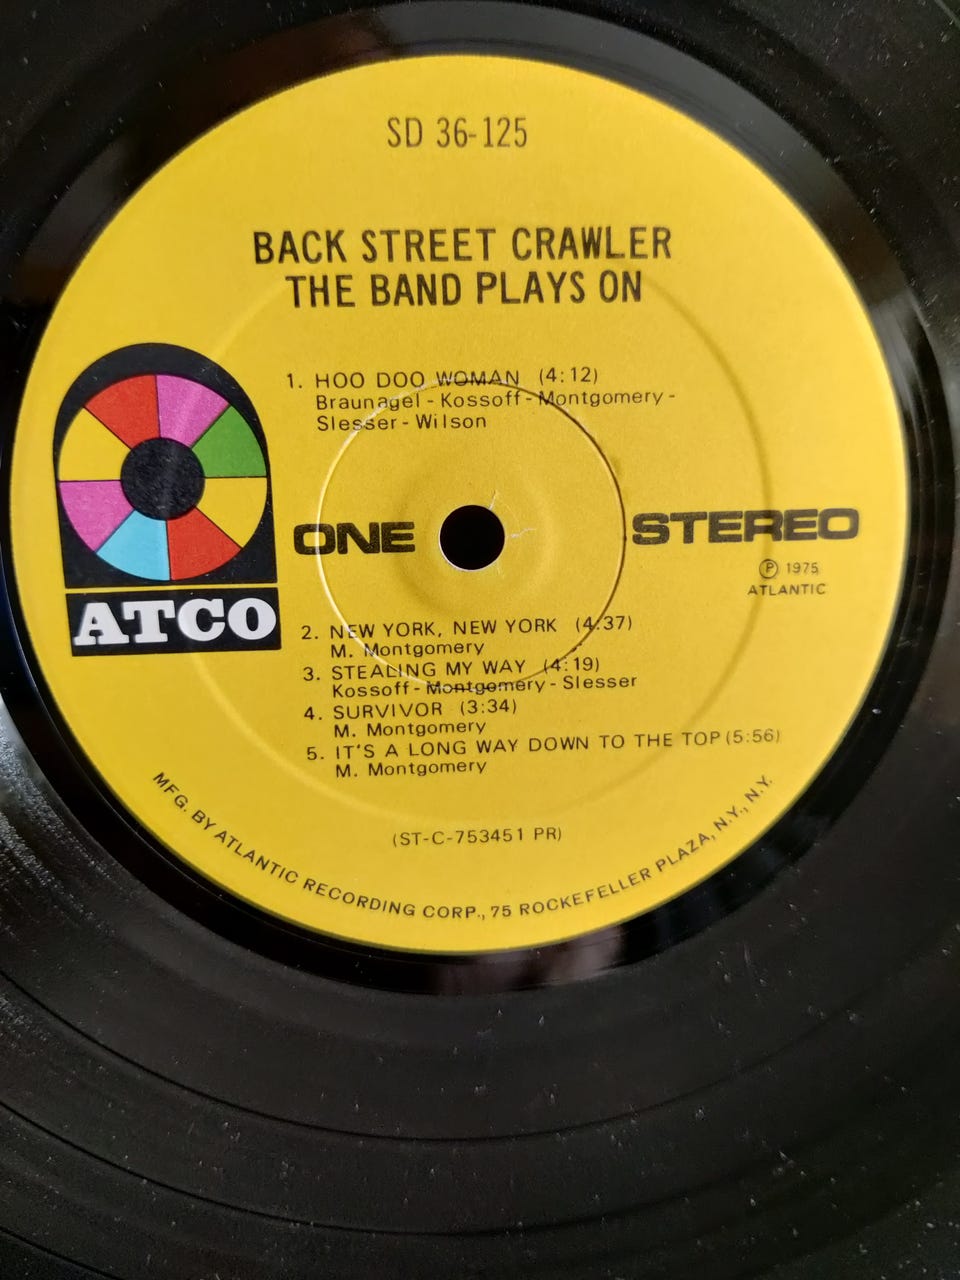 SD 36-125
BACK STREET CRAWLER
THE BAND PLAYS ON
1. HOO DOO WOMAN (4:12)
Braunagel - Kossoff - Montgomery -
Slesser - Wilson
ONE
STEREO
Ⓟ 1975
ATLANTIC
ATCO
2. NEW YORK, NEW YORK (4:37)
M. Montgomery
3. STEALING MY WAY (4:19)
Kossoff - Montgomery - Slesser
4. SURVIVOR (3:34)
M. Montgomery
5. IT'S A LONG WAY DOWN TO THE TOP (5:56)
M. Montgomery
(ST-C-753451 PR)
MFG. BY ATLANTIC RECORDING CORP., 75 ROCKEFELLER PLAZA, N.Y., N.Y.